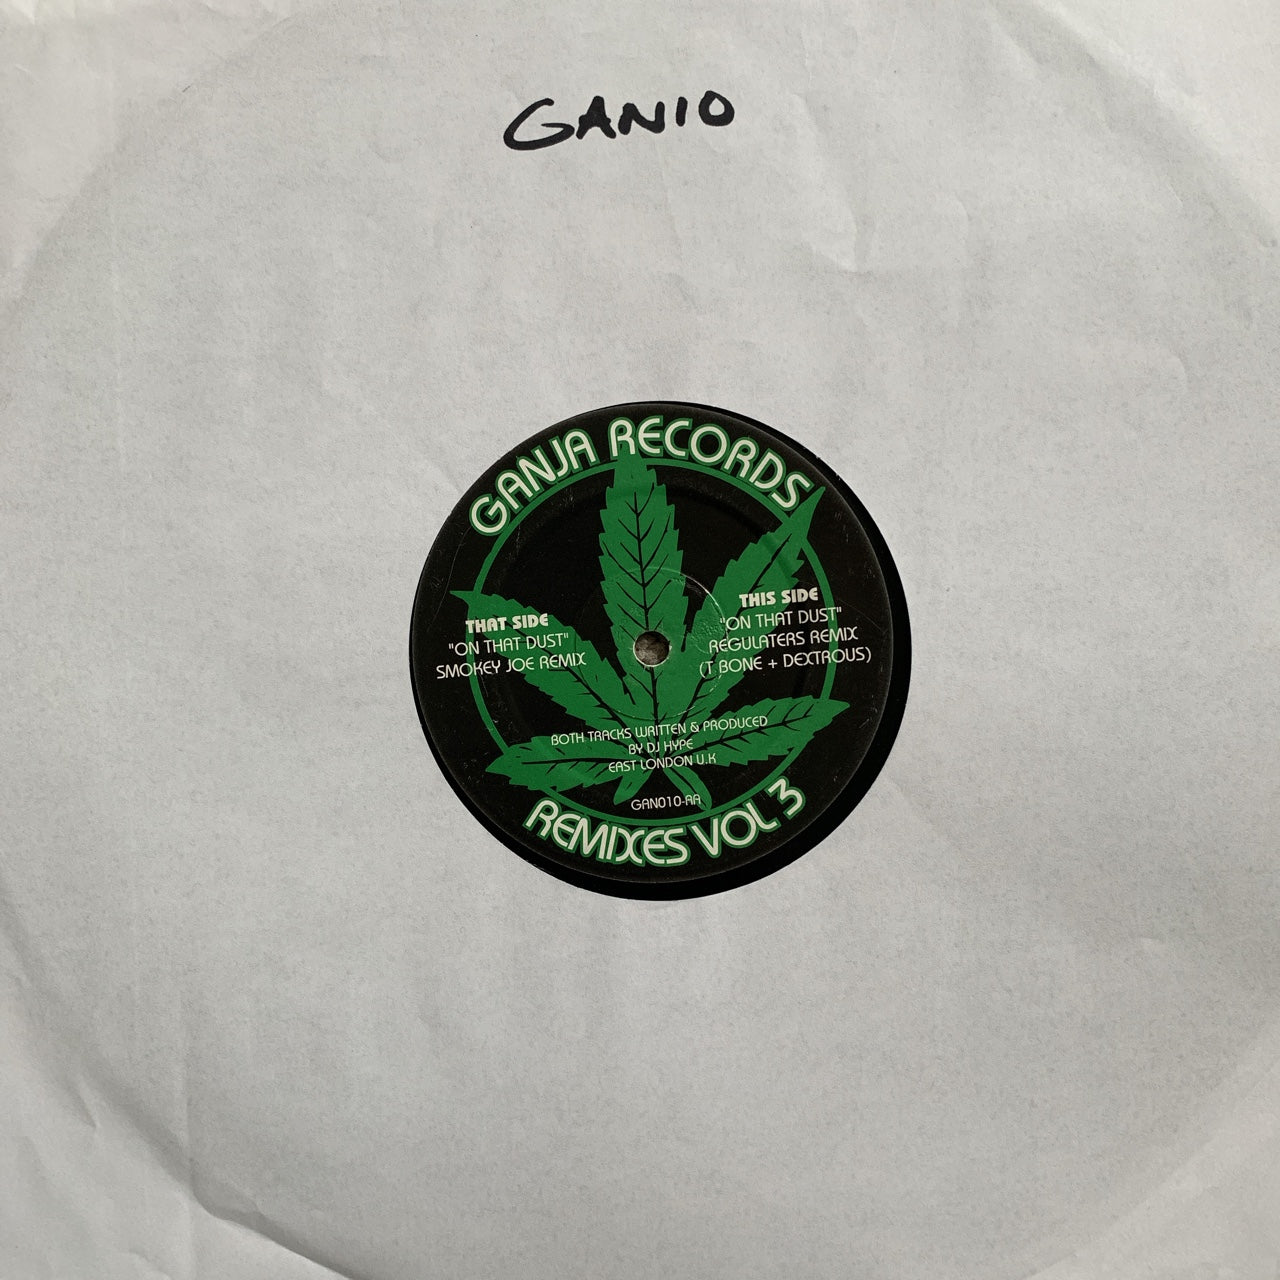 GAN10
GANJA RECORDS
THAT SIDE
"ON THAT DUST"
SMOKEY JOE REMIX
THIS SIDE
"ON THAT DUST"
REGULATERS REMIX
(T BONE + DEXTROUS)
BOTH TRACKS WRITTEN & PRODUCED
BY DJ HYPE
EAST LONDON U.K
GAN010-RA
REMIXES VOL 3